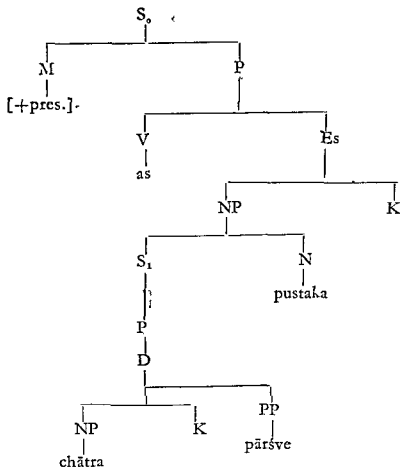 S₀
M P
[+pres.]
V Es
as
NP K
S₁ N
pustaka
P
D
NP K PP
chātra pārśve